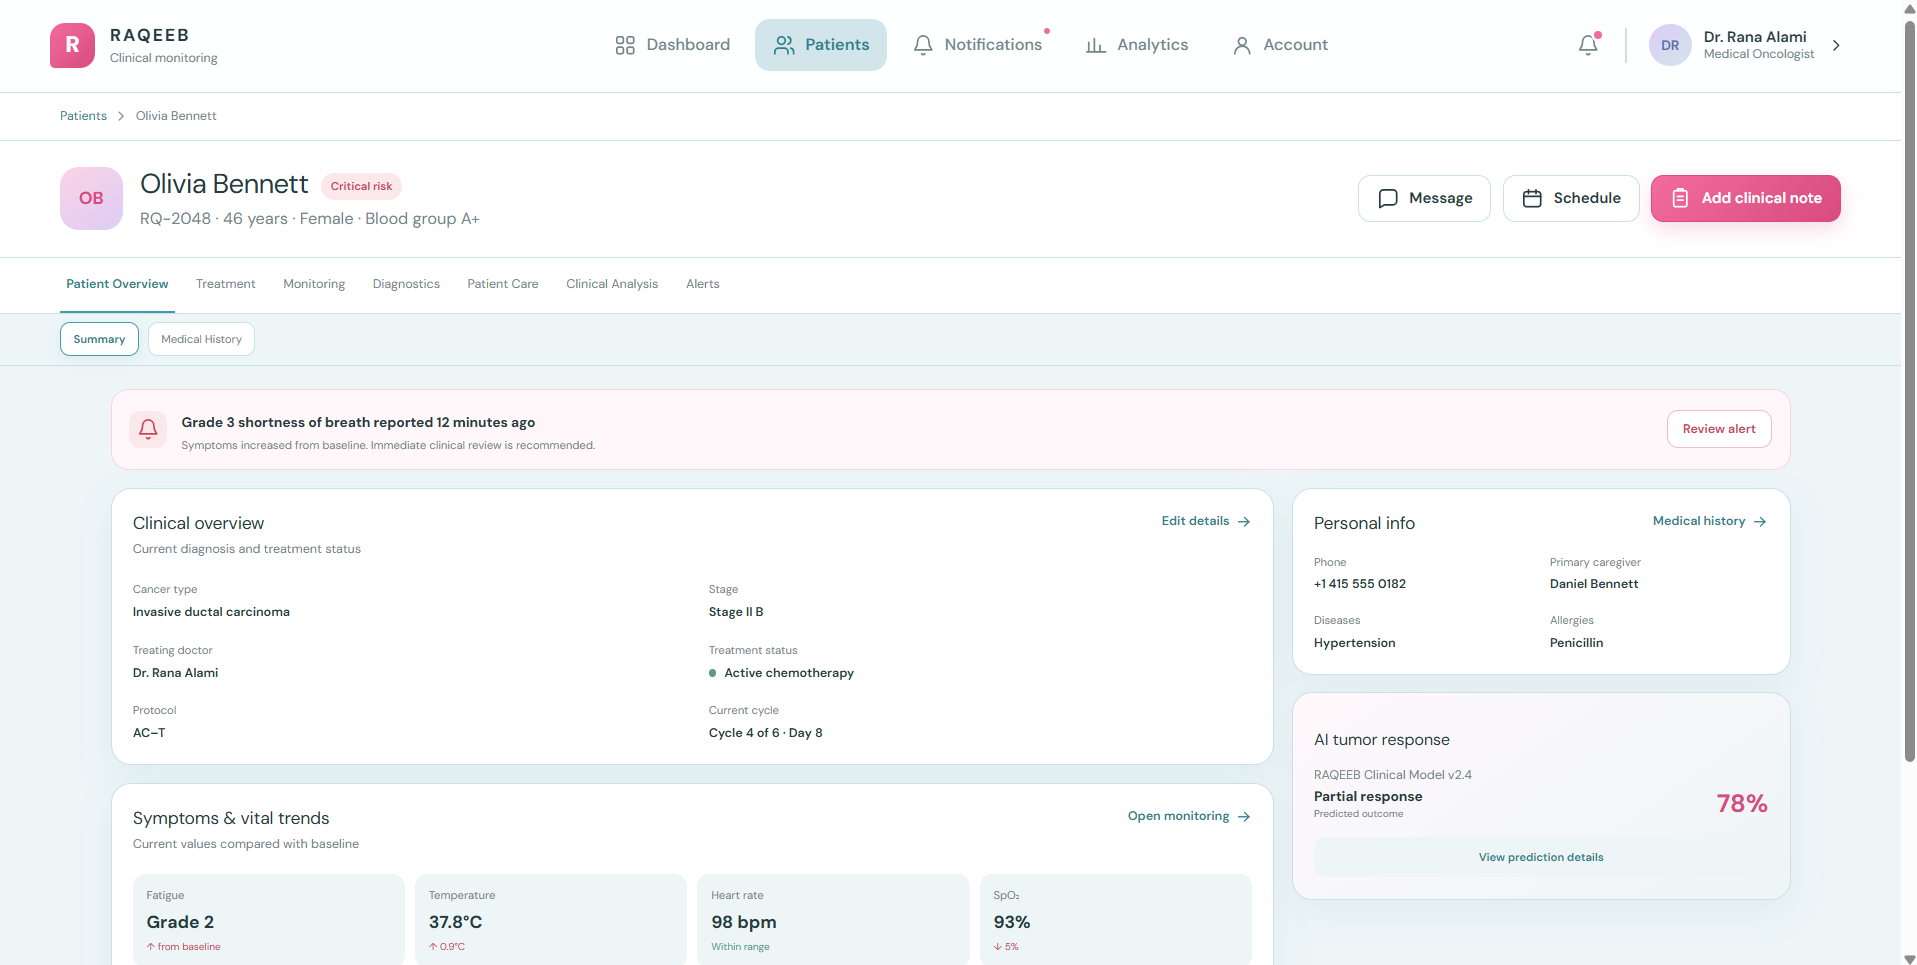 R
RAQEEB
Clinical monitoring
Dashboard
Patients
Notifications
Analytics
Account
DR
Dr. Rana Alami
Medical Oncologist
Patients
Olivia Bennett
OB
Olivia Bennett
Critical risk
RQ-2048 · 46 years · Female · Blood group A+
Message
Schedule
Add clinical note
Patient Overview
Treatment
Monitoring
Diagnostics
Patient Care
Clinical Analysis
Alerts
Summary
Medical History
Grade 3 shortness of breath reported 12 minutes ago
Symptoms increased from baseline. Immediate clinical review is recommended.
Review alert
Clinical overview
Edit details →
Current diagnosis and treatment status
Cancer type
Invasive ductal carcinoma
Stage
Stage II B
Treating doctor
Dr. Rana Alami
Treatment status
Active chemotherapy
Protocol
AC–T
Current cycle
Cycle 4 of 6 · Day 8
Personal info
Medical history →
Phone
+1 415 555 0182
Primary caregiver
Daniel Bennett
Diseases
Hypertension
Allergies
Penicillin
AI tumor response
RAQEEB Clinical Model v2.4
Partial response
Predicted outcome
78%
View prediction details
Symptoms & vital trends
Open monitoring →
Current values compared with baseline
Fatigue
Grade 2
↑ from baseline
Temperature
37.8°C
↑ 0.9°C
Heart rate
98 bpm
Within range
SpO₂
93%
↓ 5%